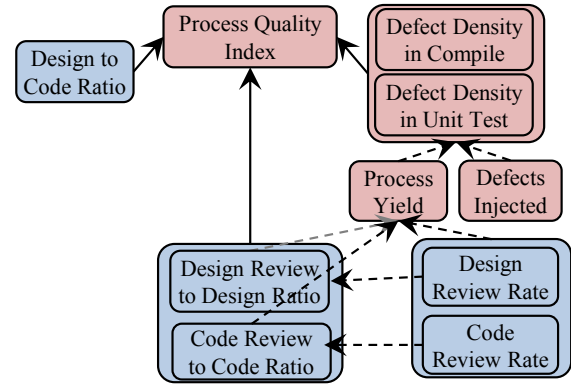 Process Quality
Index
Design to
Code Ratio
Defect Density
in Compile
Defect Density
in Unit Test
Process
Yield
Defects
Injected
Design Review
to Design Ratio
Code Review
to Code Ratio
Design
Review Rate
Code
Review Rate